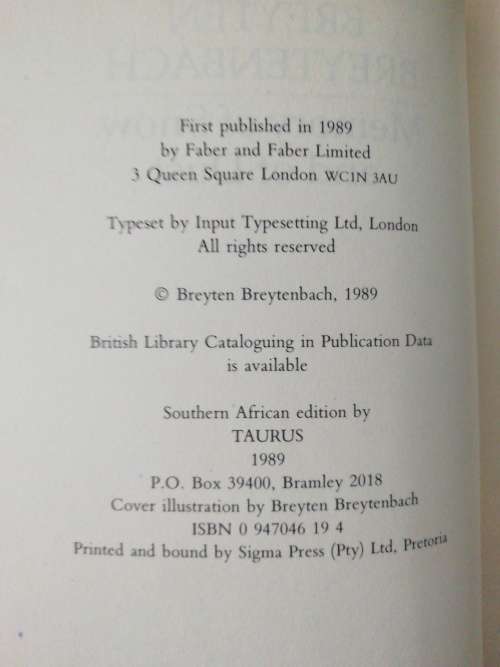 First published in 1989
by Faber and Faber Limited
3 Queen Square London WC1N 3AU
Typeset by Input Typesetting Ltd, London
All rights reserved
© Breyten Breytenbach, 1989
British Library Cataloguing in Publication Data
is available
Southern African edition by
TAURUS
1989
P.O. Box 39400, Bramley 2018
Cover illustration by Breyten Breytenbach
ISBN 0 947046 19 4
Printed and bound by Sigma Press (Pty) Ltd, Pretoria